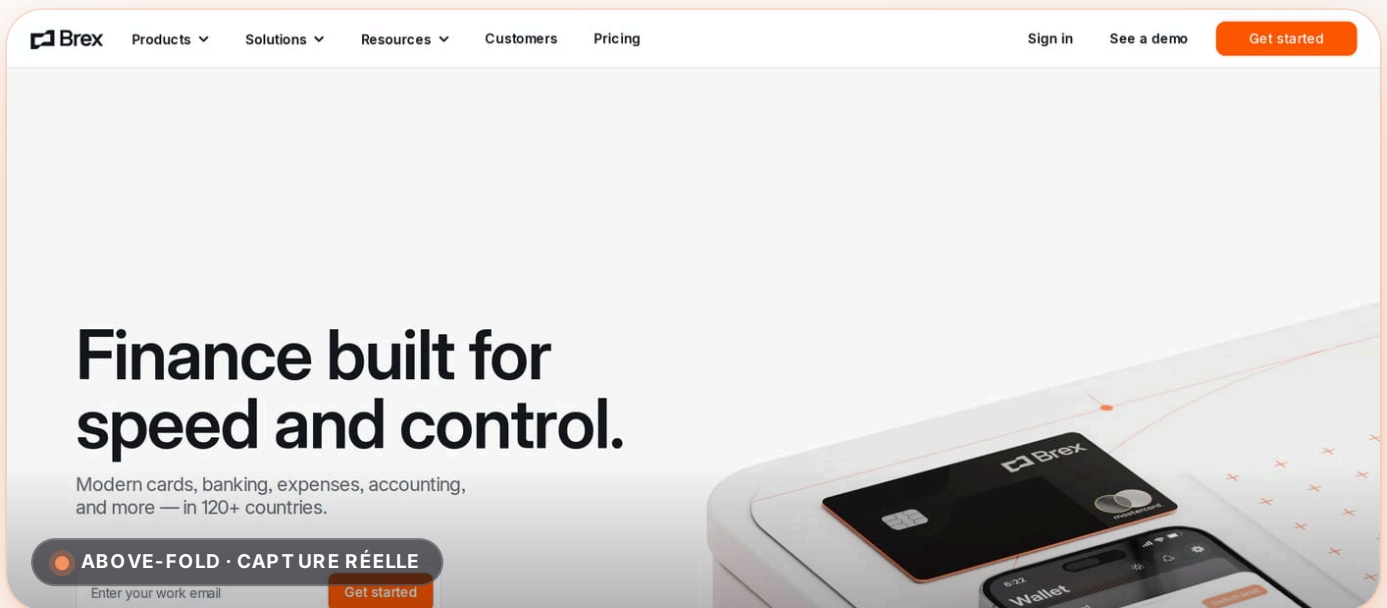 Brex Products Solutions Resources Customers Pricing Sign in See a demo Get started
Finance built for
speed and control.
Modern cards, banking, expenses, accounting,
and more — in 120+ countries.
ABOVE-FOLD · CAPTURE RÉELLE
Enter your work email Get started
Brex
mastercard
6:22
Wallet